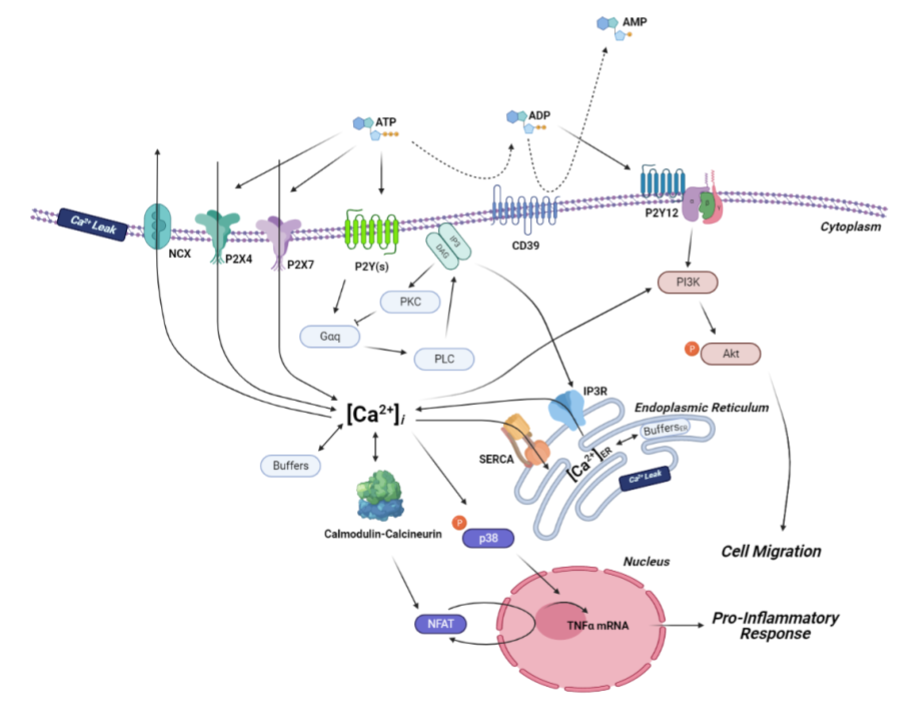 AMP
ATP
ADP
Ca²⁺ Leak
NCX
P2X4
P2X7
P2Y(s)
IP3
DAG
CD39
P2Y12
Cytoplasm
PKC
Gαq
PLC
PI3K
P
Akt
[Ca²⁺]i
IP3R
Endoplasmic Reticulum
BuffersER
SERCA
[Ca²⁺]ER
Ca²⁺ Leak
Buffers
Calmodulin-Calcineurin
P
p38
Cell Migration
Nucleus
NFAT
TNFα mRNA
Pro-Inflammatory
Response